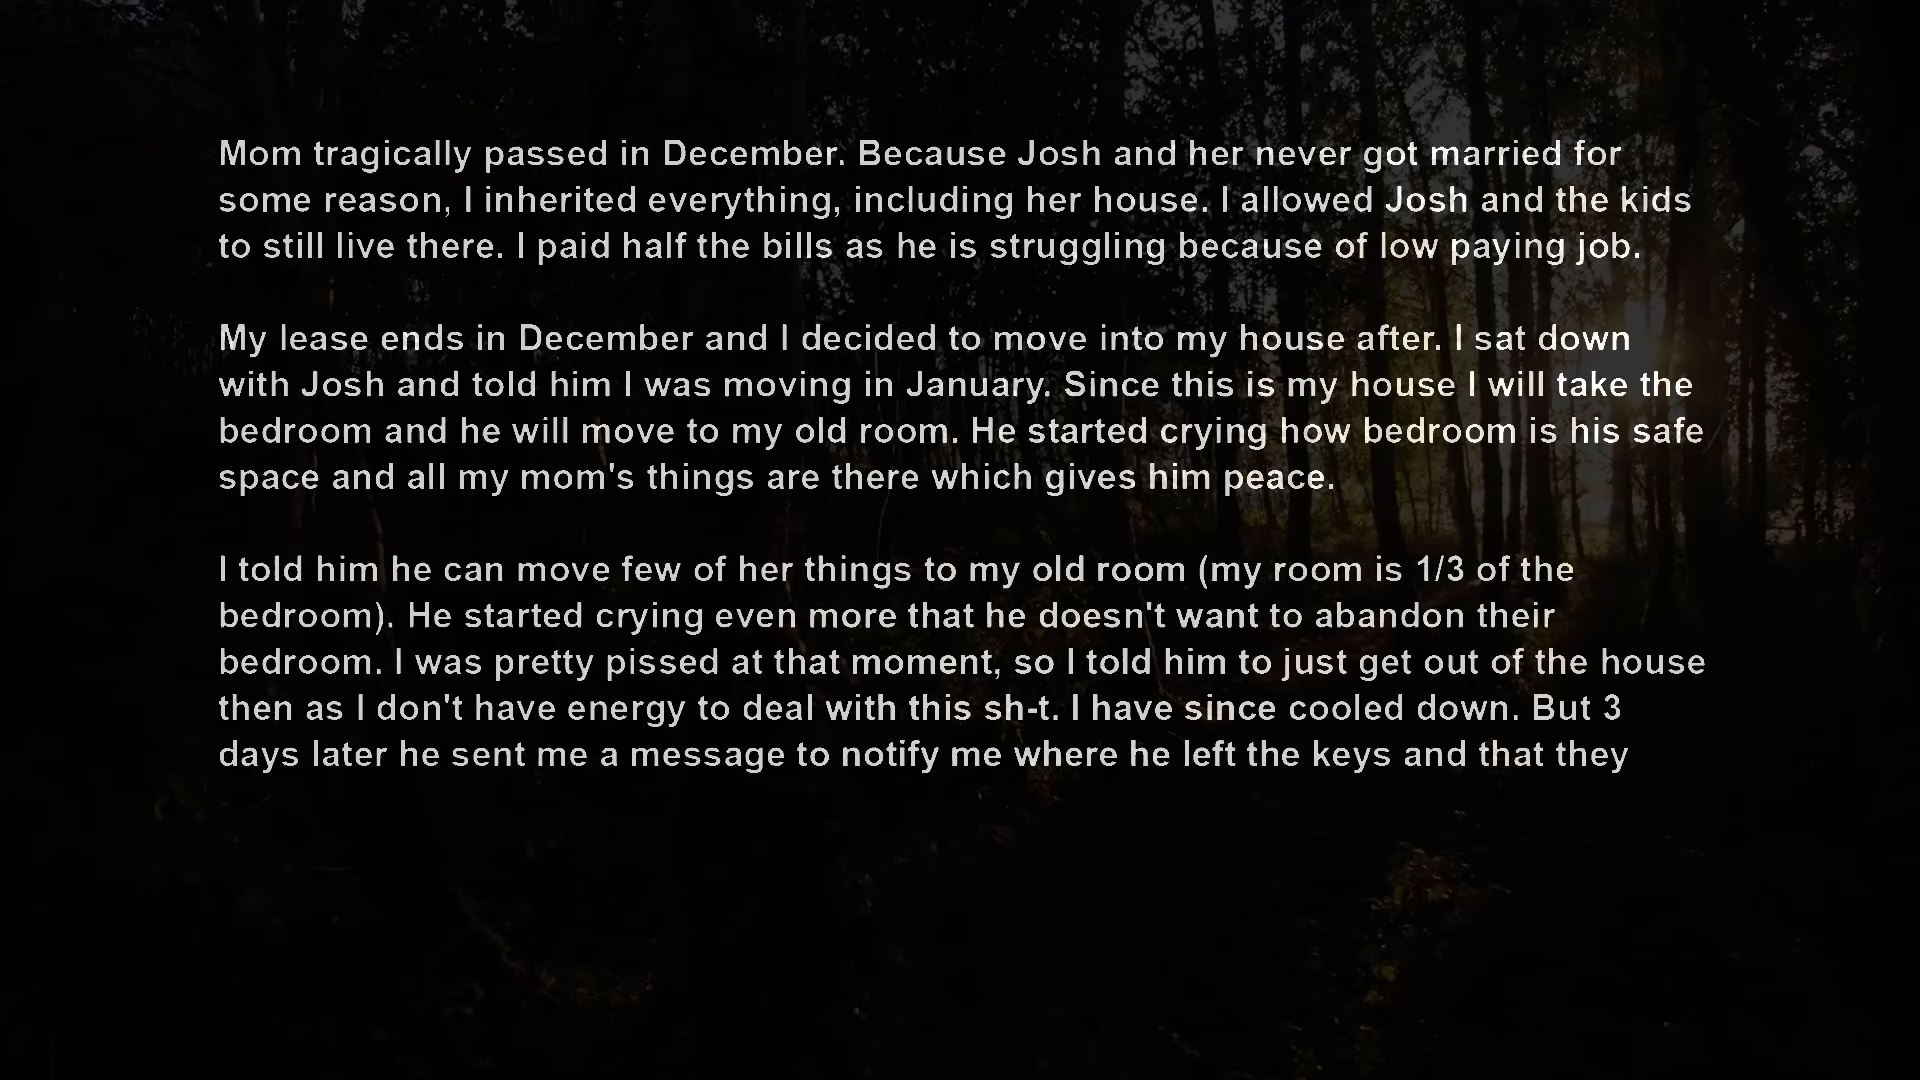 Mom tragically passed in December. Because Josh and her never got married for
some reason, I inherited everything, including her house. I allowed Josh and the kids
to still live there. I paid half the bills as he is struggling because of low paying job.
My lease ends in December and I decided to move into my house after. I sat down
with Josh and told him I was moving in January. Since this is my house I will take the
bedroom and he will move to my old room. He started crying how bedroom is his safe
space and all my mom's things are there which gives him peace.
I told him he can move few of her things to my old room (my room is 1/3 of the
bedroom). He started crying even more that he doesn't want to abandon their
bedroom. I was pretty pissed at that moment, so I told him to just get out of the house
then as I don't have energy to deal with this sh-t. I have since cooled down. But 3
days later he sent me a message to notify me where he left the keys and that they